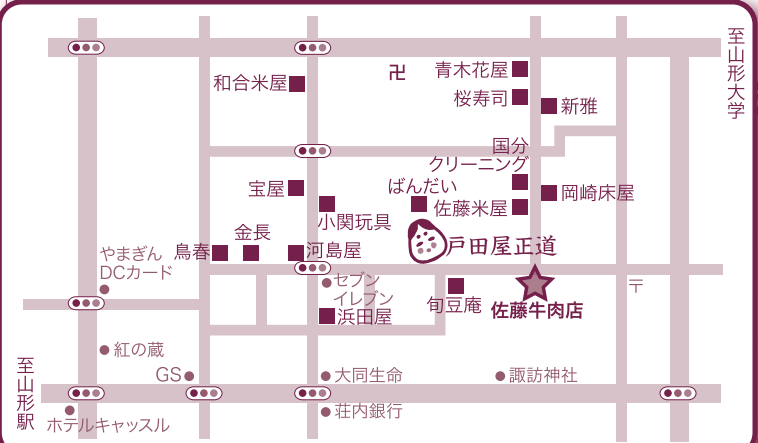 至山形大学
卍
青木花屋
和合米屋
桜寿司
新雅
国分
クリーニング
ばんだい
宝屋
岡崎床屋
佐藤米屋
小関玩具
金長
戸田屋正道
やまぎん
DCカード
鳥春
河島屋
セブン
イレブン
〒
旬豆庵
佐藤牛肉店
浜田屋
紅の蔵
GS
大同生命
諏訪神社
至山形駅
荘内銀行
ホテルキャッスル